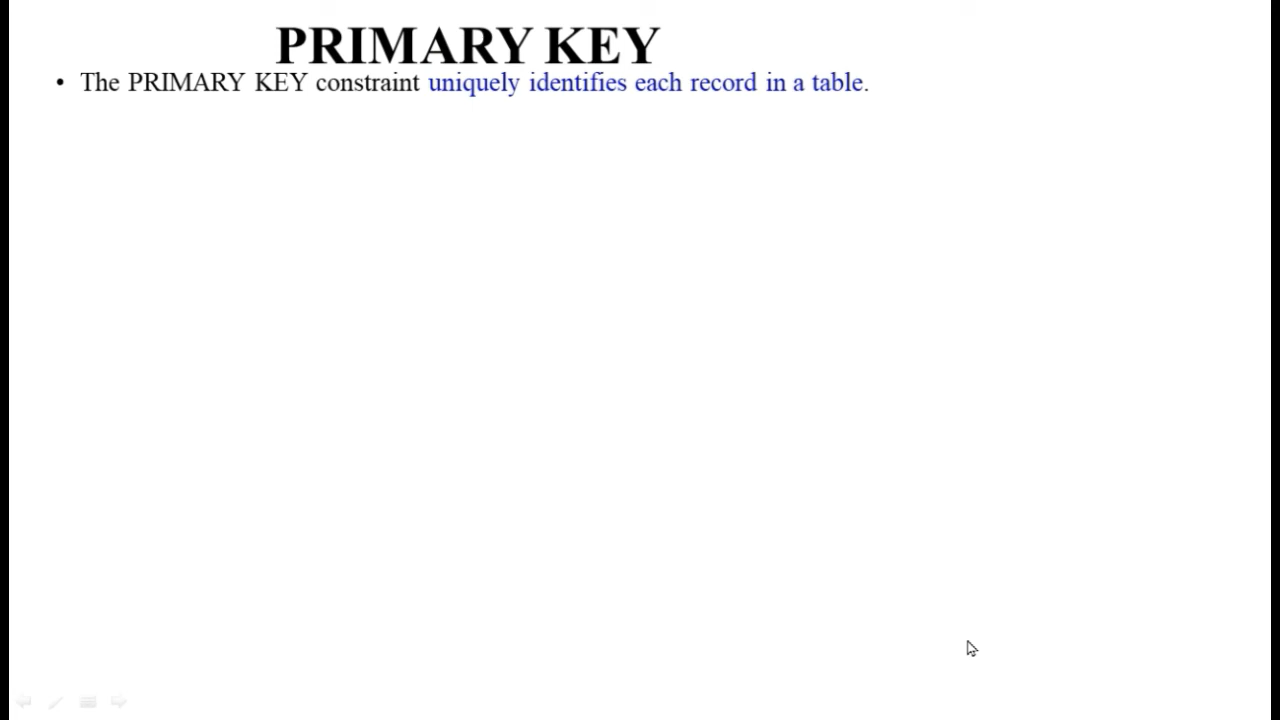 PRIMARY KEY
• The PRIMARY KEY constraint uniquely identifies each record in a table.